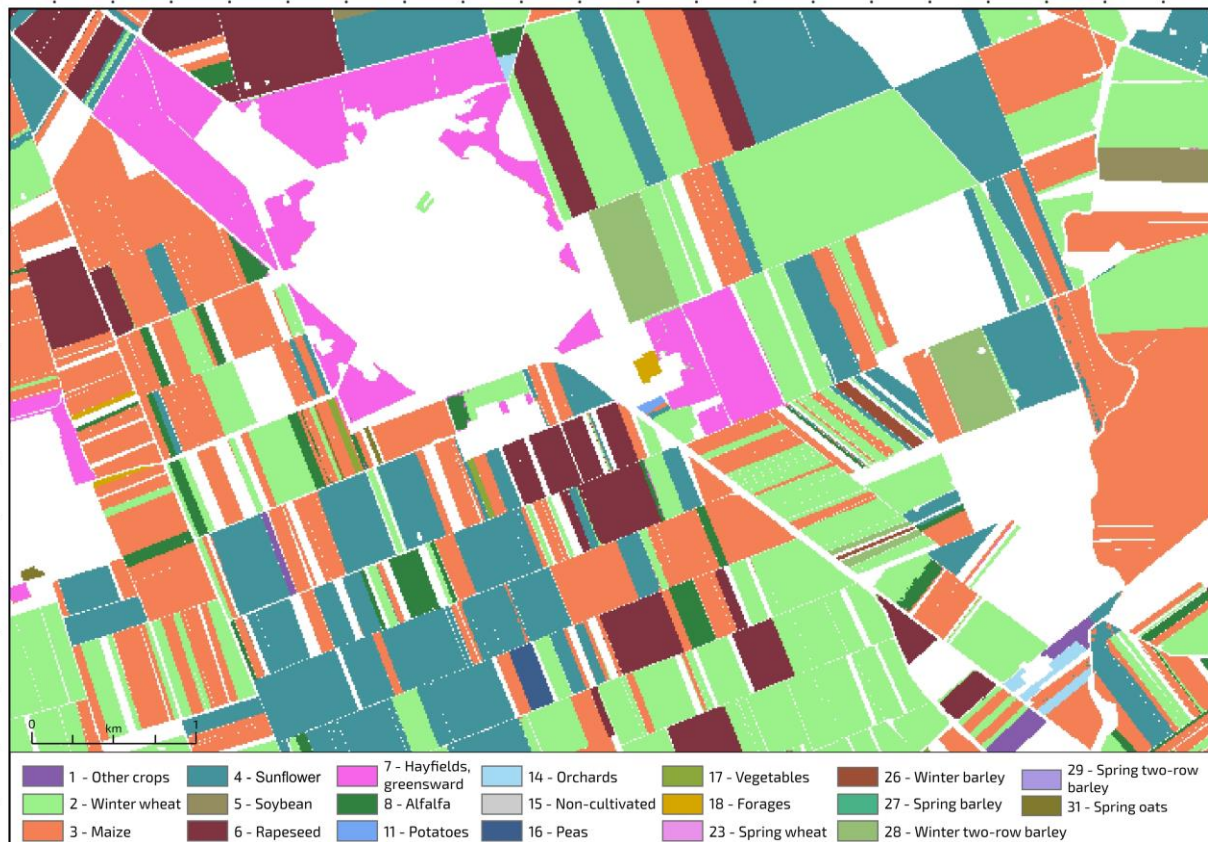 0
1
km
1 - Other crops
2 - Winter wheat
3 - Maize
4 - Sunflower
5 - Soybean
6 - Rapeseed
7 - Hayfields,
greensward
8 - Alfalfa
11 - Potatoes
14 - Orchards
15 - Non-cultivated
16 - Peas
17 - Vegetables
18 - Forages
23 - Spring wheat
26 - Winter barley
27 - Spring barley
28 - Winter two-row barley
29 - Spring two-row
barley
31 - Spring oats